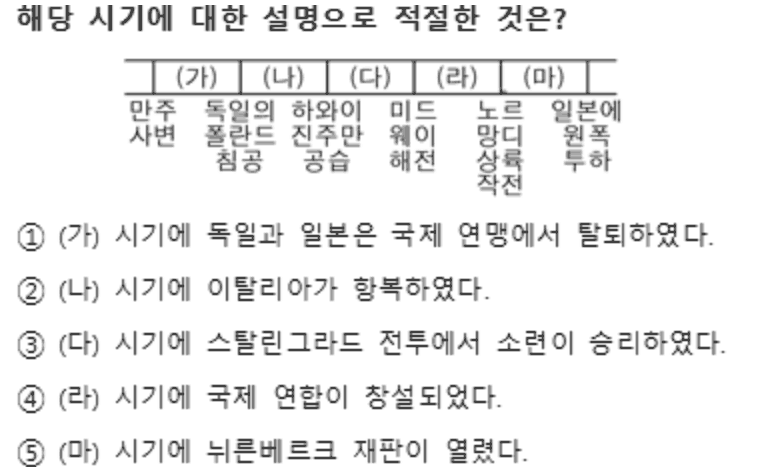 해당 시기에 대한 설명으로 적절한 것은?
(가) (나) (다) (라) (마)
만주 독일의 하와이 미드 노르 일본에
사변 폴란드 진주만 웨이 망디 원폭
침공 공습 해전 상륙 투하
작전
① (가) 시기에 독일과 일본은 국제 연맹에서 탈퇴하였다.
② (나) 시기에 이탈리아가 항복하였다.
③ (다) 시기에 스탈린그라드 전투에서 소련이 승리하였다.
④ (라) 시기에 국제 연합이 창설되었다.
⑤ (마) 시기에 뉘른베르크 재판이 열렸다.